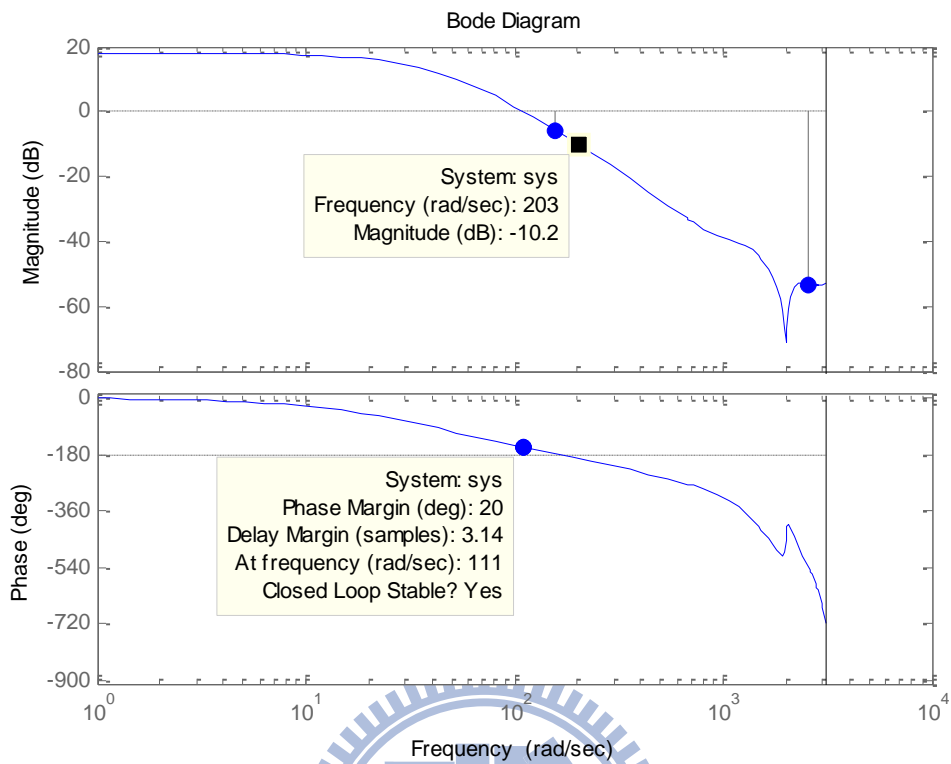 Bode Diagram
20
0
-20
-40
-60
-80
Magnitude (dB)
System: sys
Frequency (rad/sec): 203
Magnitude (dB): -10.2
0
-180
-360
-540
-720
-900
Phase (deg)
System: sys
Phase Margin (deg): 20
Delay Margin (samples): 3.14
At frequency (rad/sec): 111
Closed Loop Stable? Yes
10^0 10^1 10^2 10^3 10^4
Frequency (rad/sec)